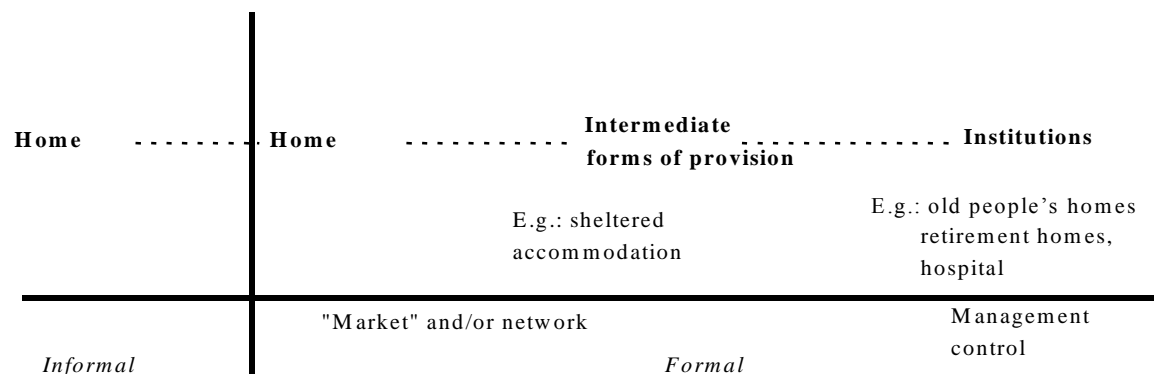 Home Home Intermediate
forms of provision Institutions
E.g.: sheltered
accommodation
E.g.: old people’s homes
retirement homes,
hospital
"Market" and/or network
Management
control
Informal Formal